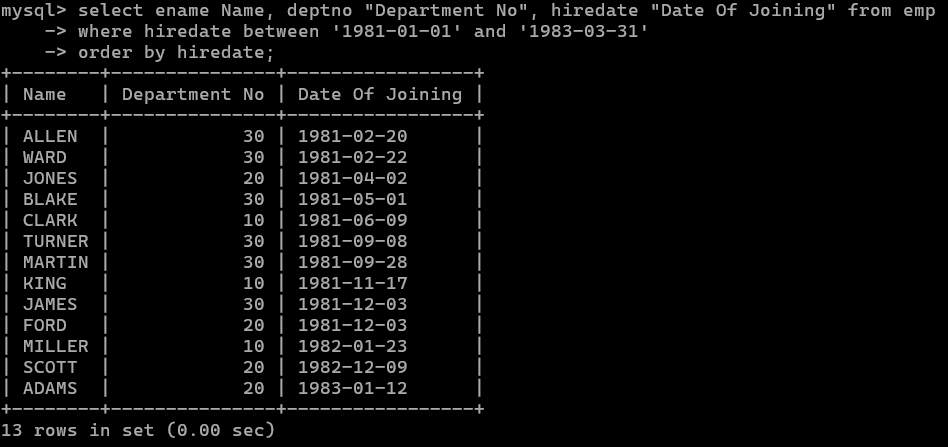 mysql> select ename Name, deptno "Department No", hiredate "Date Of Joining" from emp
    -> where hiredate between '1981-01-01' and '1983-03-31'
    -> order by hiredate;
+--------+---------------+-----------------+
| Name   | Department No | Date Of Joining |
+--------+---------------+-----------------+
| ALLEN  |            30 | 1981-02-20      |
| WARD   |            30 | 1981-02-22      |
| JONES  |            20 | 1981-04-02      |
| BLAKE  |            30 | 1981-05-01      |
| CLARK  |            10 | 1981-06-09      |
| TURNER |            30 | 1981-09-08      |
| MARTIN |            30 | 1981-09-28      |
| KING   |            10 | 1981-11-17      |
| JAMES  |            30 | 1981-12-03      |
| FORD   |            20 | 1981-12-03      |
| MILLER |            10 | 1982-01-23      |
| SCOTT  |            20 | 1982-12-09      |
| ADAMS  |            20 | 1983-01-12      |
+--------+---------------+-----------------+
13 rows in set (0.00 sec)